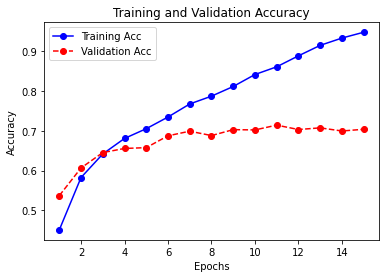 Training and Validation Accuracy
Training Acc
Validation Acc
Accuracy
0.9
0.8
0.7
0.6
0.5
2 4 6 8 10 12 14
Epochs